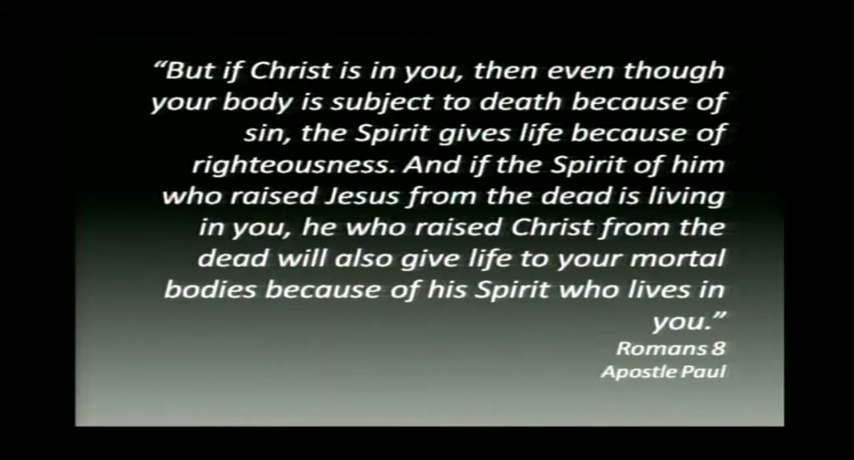 “But if Christ is in you, then even though
your body is subject to death because of
sin, the Spirit gives life because of
righteousness. And if the Spirit of him
who raised Jesus from the dead is living
in you, he who raised Christ from the
dead will also give life to your mortal
bodies because of his Spirit who lives in
you.”
Romans 8
Apostle Paul